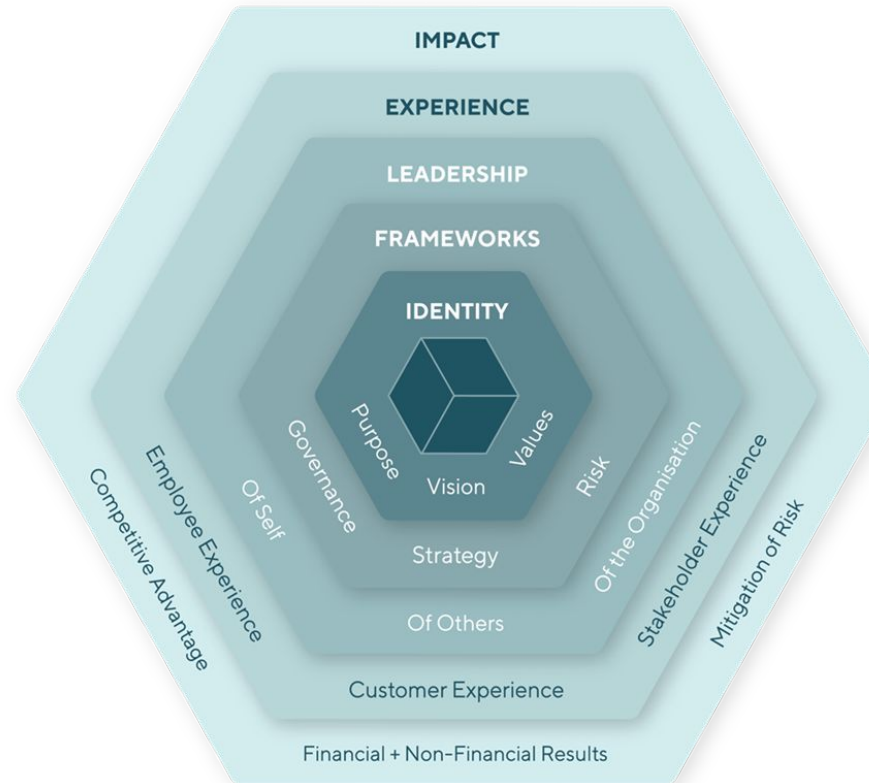 IMPACT
EXPERIENCE
LEADERSHIP
FRAMEWORKS
IDENTITY
Purpose
Vision
Values
Governance
Strategy
Risk
Of Self
Of Others
Of the Organisation
Employee Experience
Customer Experience
Stakeholder Experience
Competitive Advantage
Financial + Non-Financial Results
Mitigation of Risk